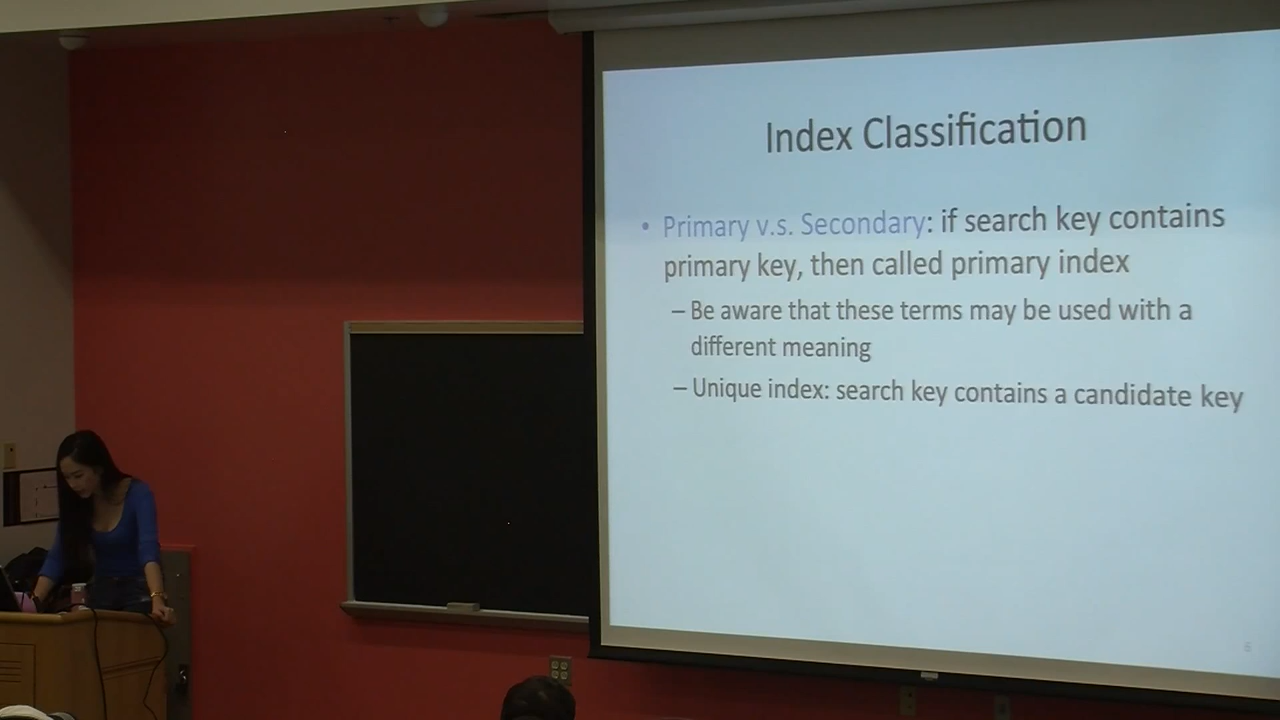 Index Classification
• Primary v.s. Secondary: if search key contains
primary key, then called primary index
– Be aware that these terms may be used with a
different meaning
– Unique index: search key contains a candidate key